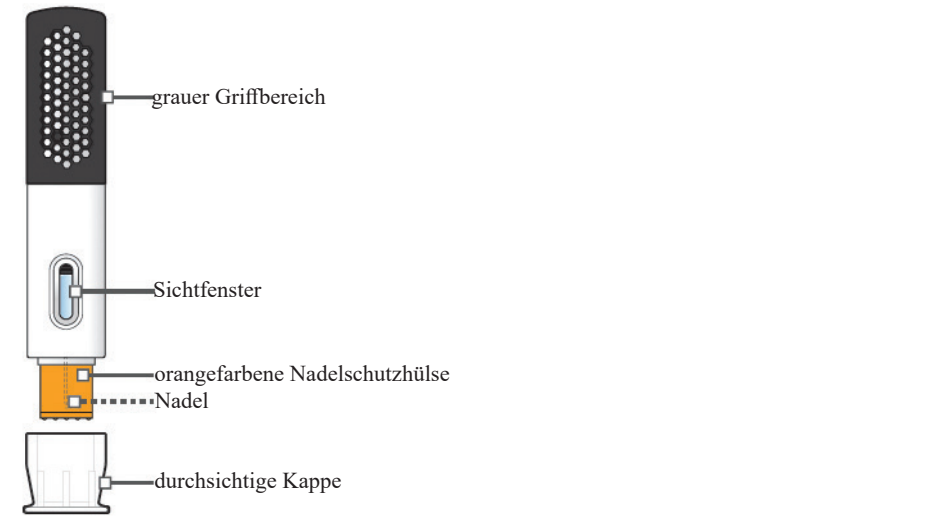 grauer Griffbereich
Sichtfenster
orangefarbene Nadelschutzhülse
Nadel
durchsichtige Kappe